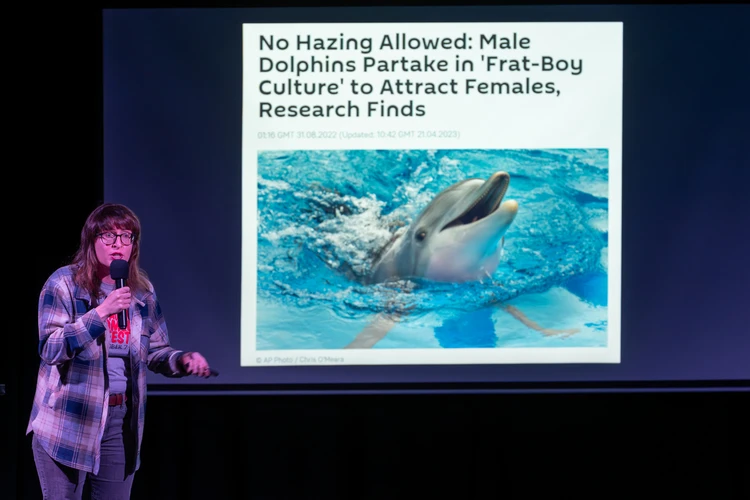 No Hazing Allowed: Male
Dolphins Partake in 'Frat-Boy
Culture' to Attract Females,
Research Finds
01:16 GMT 31.08.2022 (Updated: 10:42 GMT 21.04.2023)
© AP Photo / Chris O'Meara